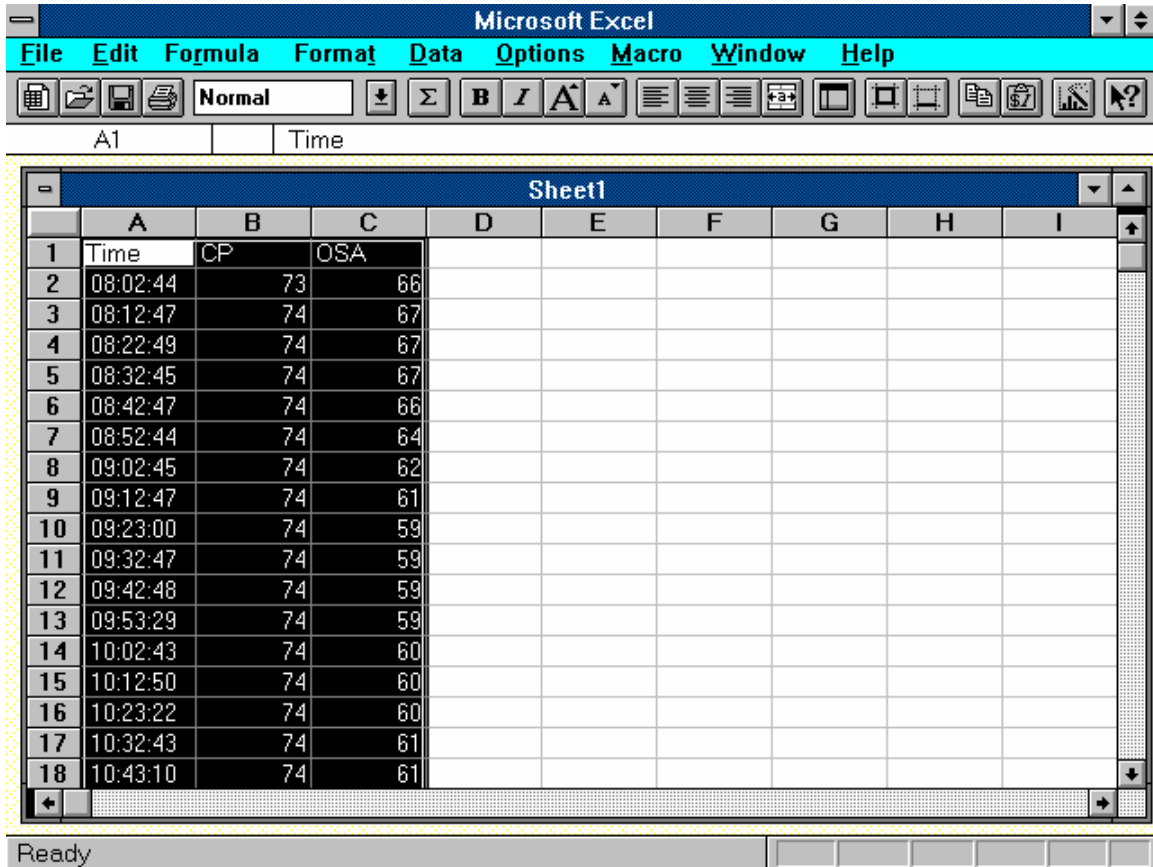 Microsoft Excel
File Edit Formula Format Data Options Macro Window Help
Normal Σ B I A A $7 ?
A1 Time
Sheet1
A B C D E F G H I
1 Time CP OSA
2 08:02:44 73 66
3 08:12:47 74 67
4 08:22:49 74 67
5 08:32:45 74 67
6 08:42:47 74 66
7 08:52:44 74 64
8 09:02:45 74 62
9 09:12:47 74 61
10 09:23:00 74 59
11 09:32:47 74 59
12 09:42:48 74 59
13 09:53:29 74 59
14 10:02:43 74 60
15 10:12:50 74 60
16 10:23:22 74 60
17 10:32:43 74 61
18 10:43:10 74 61
Ready